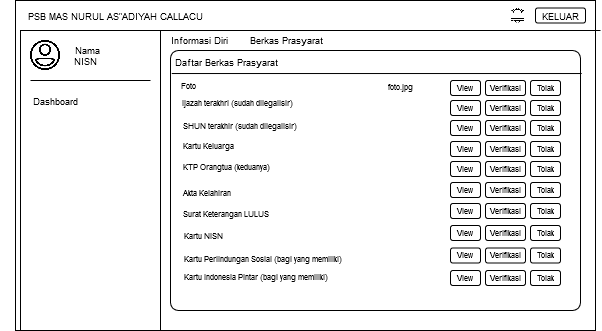 PSB MAS NURUL AS"ADIYAH CALLACU KELUAR
Nama
NISN
Dashboard
Informasi Diri Berkas Prasyarat
Daftar Berkas Prasyarat
Foto foto.jpg View Verifikasi Tolak
Ijazah terakhri (sudah dilegalisir) View Verifikasi Tolak
SHUN terakhir (sudah dilegalisir) View Verifikasi Tolak
Kartu Keluarga View Verifikasi Tolak
KTP Orangtua (keduanya) View Verifikasi Tolak
Akta Kelahiran View Verifikasi Tolak
Surat Keterangan LULUS View Verifikasi Tolak
Kartu NISN View Verifikasi Tolak
Kartu Perlindungan Sosial (bagi yang memiliki) View Verifikasi Tolak
Kartu Indonesia Pintar (bagi yang memiliki) View Verifikasi Tolak